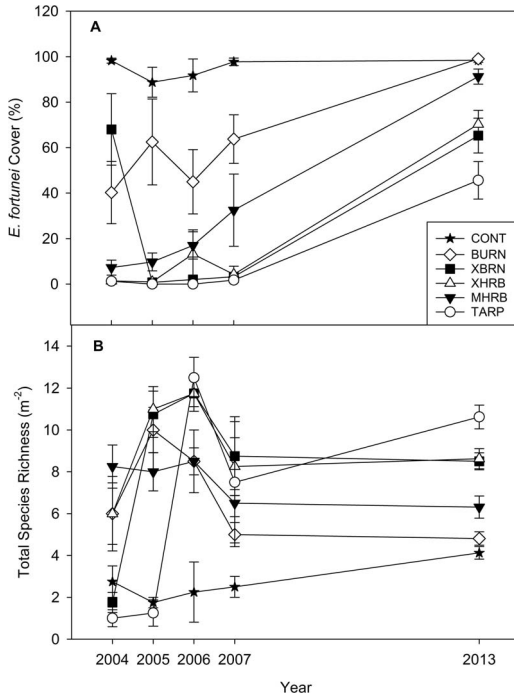 120
A
100
80
60
40
20
0
E. fortunei Cover (%)
CONT
BURN
XBRN
XHRB
MHRB
TARP
B
14
12
10
8
6
4
2
0
Total Species Richness (m-2)
2004 2005 2006 2007 2013
Year